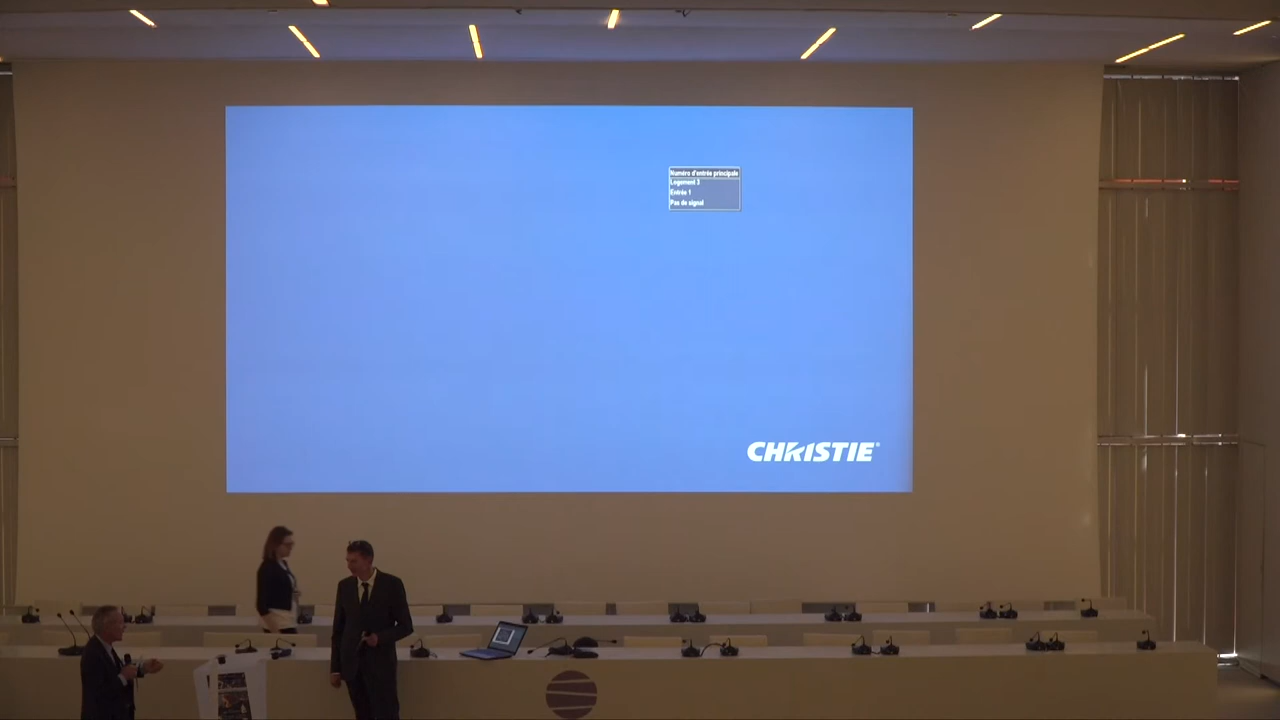 Numéro d'entrée principale
Logement 3
Entrée 1
Pas de signal
CHRISTIE